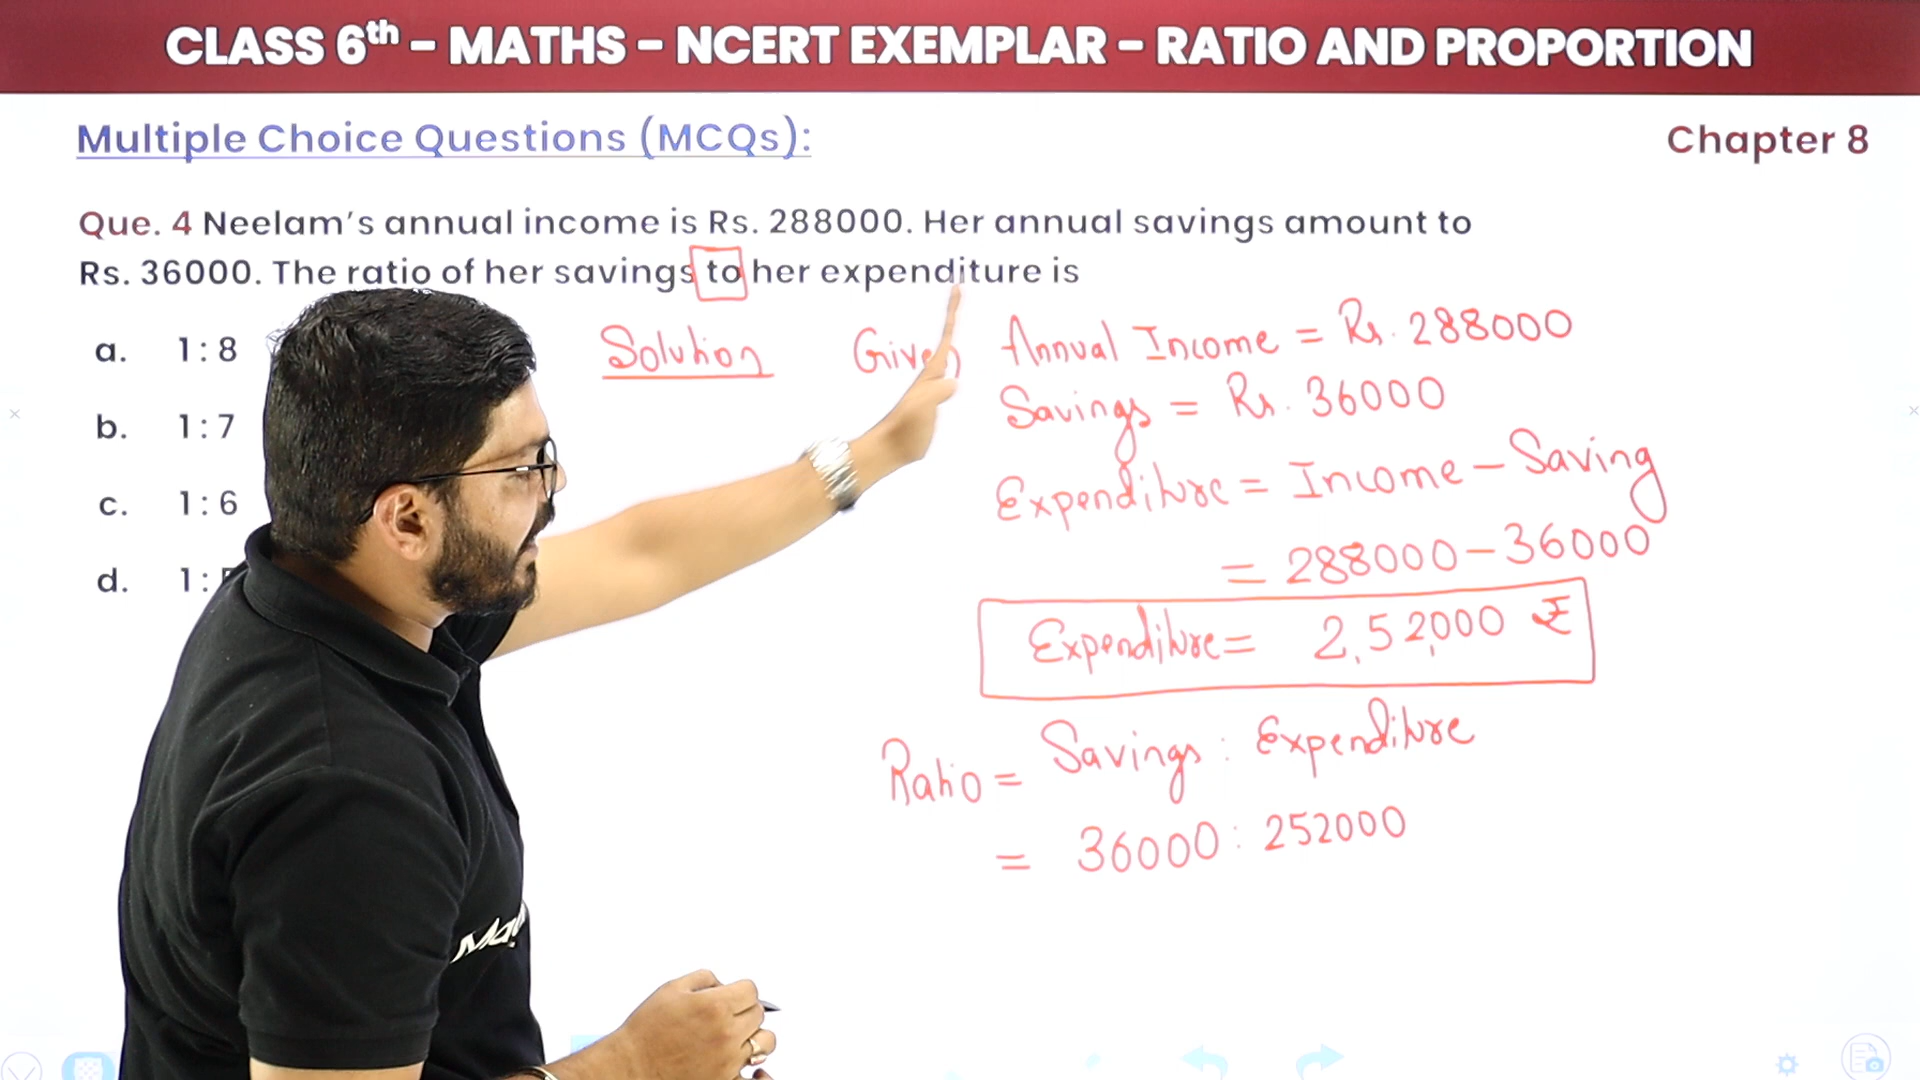 CLASS 6th – MATHS – NCERT EXEMPLAR – RATIO AND PROPORTION
Multiple Choice Questions (MCQs):
Chapter 8
Que. 4 Neelam's annual income is Rs. 288000. Her annual savings amount to
Rs. 36000. The ratio of her savings to her expenditure is
a. 1:8
b. 1:7
c. 1:6
d. 1:
Solution Given Annual Income = Rs. 288000
Savings = Rs. 36000
Expenditure = Income – Saving
= 288000 – 36000
Expenditure = 2,52,000 ₹
Ratio = Savings : Expenditure
= 36000 : 252000